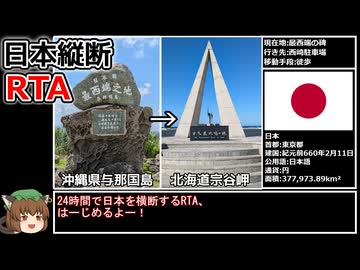 日本縦断
RTA
日本国
最西端之地
沖縄県与那国島
→
北海道宗谷岬
現在地:最西端の碑
行き先:西崎駐車場
移動手段:徒歩
日本
首都:東京都
建国:紀元前660年2月11日
公用語:日本語
通貨:円
面積:377,973.89km²
24時間で日本を横断するRTA、
はーじめるよー！